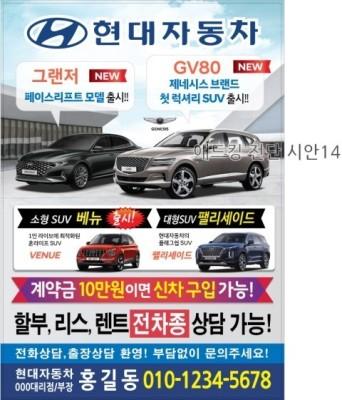 현대자동차
그랜저 NEW
페이스리프트 모델 출시!!
GV80 NEW
제네시스 브랜드
첫 럭셔리 SUV 출시!!
GENESIS
애드킹 전단 시안14
소형 SUV 베뉴 출시!
1인 라이브에 최적화된
혼라이프 SUV
VENUE
대형SUV 팰리세이드
현대자동차의
플래그쉽 SUV
팰리세이드
계약금 10만원이면 신차 구입 가능!
할부, 리스, 렌트 전차종 상담 가능!
전화상담,출장상담 환영! 부담없이 문의주세요!
현대자동차
000대리점/부장
홍길동 010-1234-5678